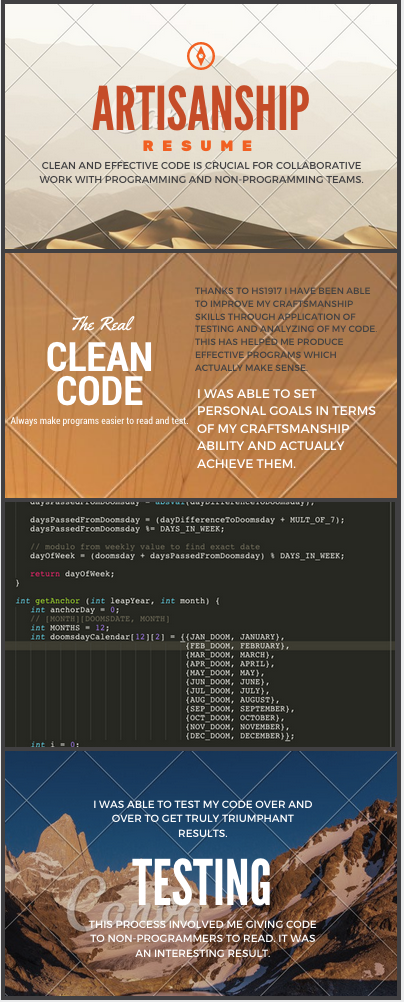 ARTISANSHIP
RESUME
CLEAN AND EFFECTIVE CODE IS CRUCIAL FOR COLLABORATIVE
WORK WITH PROGRAMMING AND NON-PROGRAMMING TEAMS.
The Real
CLEAN
CODE
Always make programs easier to read and test.
THANKS TO HS1917 I HAVE BEEN ABLE
TO IMPROVE MY CRAFTSMANSHIP
SKILLS THROUGH APPLICATION OF
TESTING AND ANALYZING OF MY CODE.
THIS HAS HELPED ME PRODUCE
EFFECTIVE PROGRAMS WHICH
ACTUALLY MAKE SENSE.
I WAS ABLE TO SET
PERSONAL GOALS IN TERMS
OF MY CRAFTSMANSHIP
ABILITY AND ACTUALLY
ACHIEVE THEM.
daysPassedFromDoomsday = absval(dayDifferenceToDoomsday);
daysPassedFromDoomsday = (dayDifferenceToDoomsday + MULT_OF_7);
daysPassedFromDoomsday %= DAYS_IN_WEEK;
// modulo from weekly value to find exact date
dayOfWeek = (doomsday + daysPassedFromDoomsday) % DAYS_IN_WEEK;
return dayOfWeek;
}
int getAnchor (int leapYear, int month) {
int anchorDay = 0;
// [MONTH][DOOMSDATE, MONTH]
int MONTHS = 12;
int doomsdayCalendar[12][2] = {{JAN_DOOM, JANUARY},
{FEB_DOOM, FEBRUARY},
{MAR_DOOM, MARCH},
{APR_DOOM, APRIL},
{MAY_DOOM, MAY},
{JUN_DOOM, JUNE},
{JUL_DOOM, JULY},
{AUG_DOOM, AUGUST},
{SEP_DOOM, SEPTEMBER},
{OCT_DOOM, OCTOBER},
{NOV_DOOM, NOVEMBER},
{DEC_DOOM, DECEMBER}};
int i = 0;
I WAS ABLE TO TEST MY CODE OVER AND
OVER TO GET TRULY TRIUMPHANT
RESULTS.
TESTING
Canva
THIS PROCESS INVOLVED ME GIVING CODE
TO NON-PROGRAMMERS TO READ. IT WAS
AN INTERESTING RESULT.